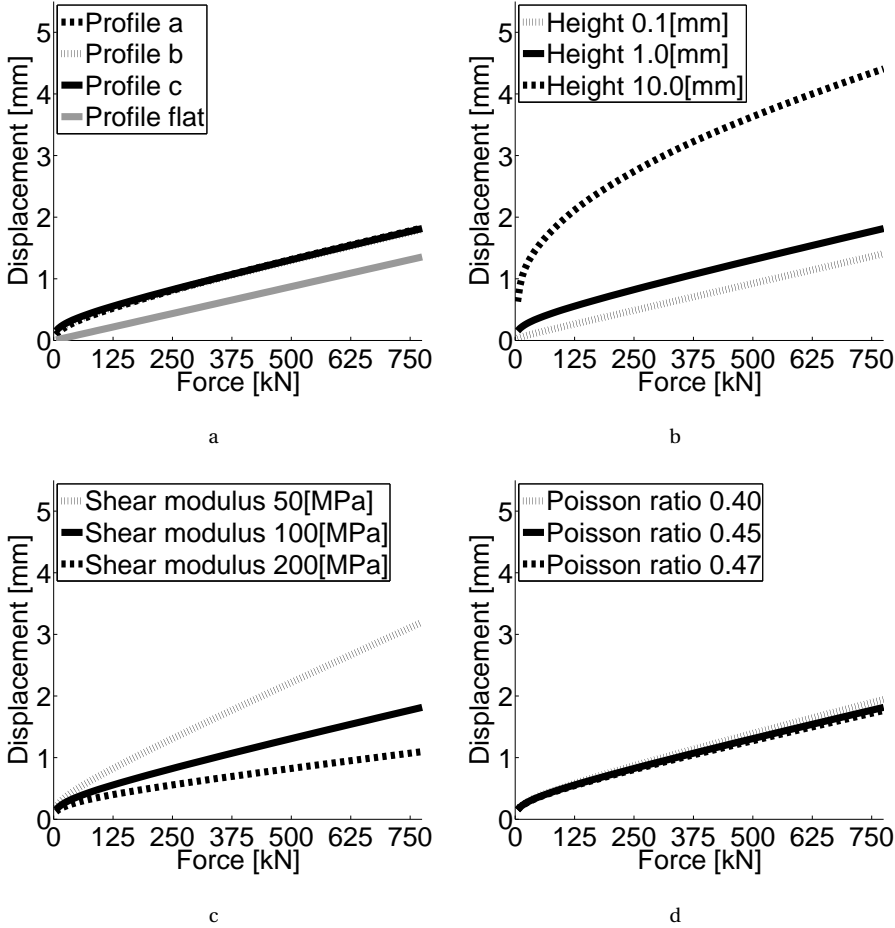 Profile a
Profile b
Profile c
Profile flat
Displacement [mm]
5
4
3
2
1
0
0 125 250 375 500 625 750
Force [kN]
a
Height 0.1[mm]
Height 1.0[mm]
Height 10.0[mm]
Displacement [mm]
5
4
3
2
1
0
0 125 250 375 500 625 750
Force [kN]
b
Shear modulus 50[MPa]
Shear modulus 100[MPa]
Shear modulus 200[MPa]
Displacement [mm]
5
4
3
2
1
0
0 125 250 375 500 625 750
Force [kN]
c
Poisson ratio 0.40
Poisson ratio 0.45
Poisson ratio 0.47
Displacement [mm]
5
4
3
2
1
0
0 125 250 375 500 625 750
Force [kN]
d